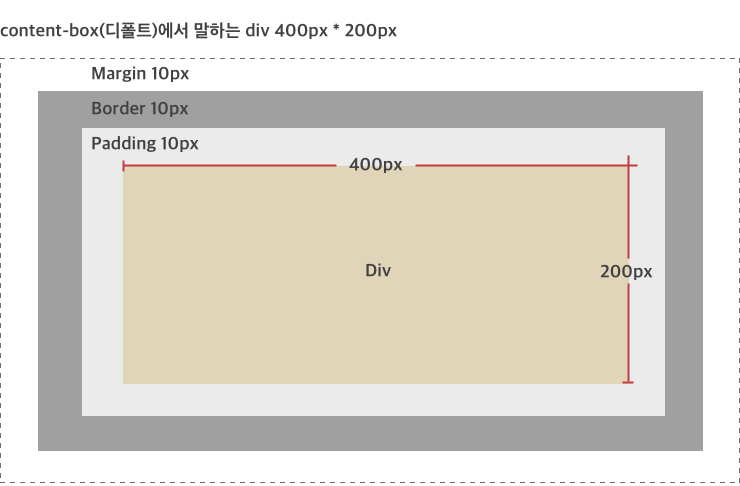 content-box(디폴트)에서 말하는 div 400px * 200px
Margin 10px
Border 10px
Padding 10px
400px
Div
200px